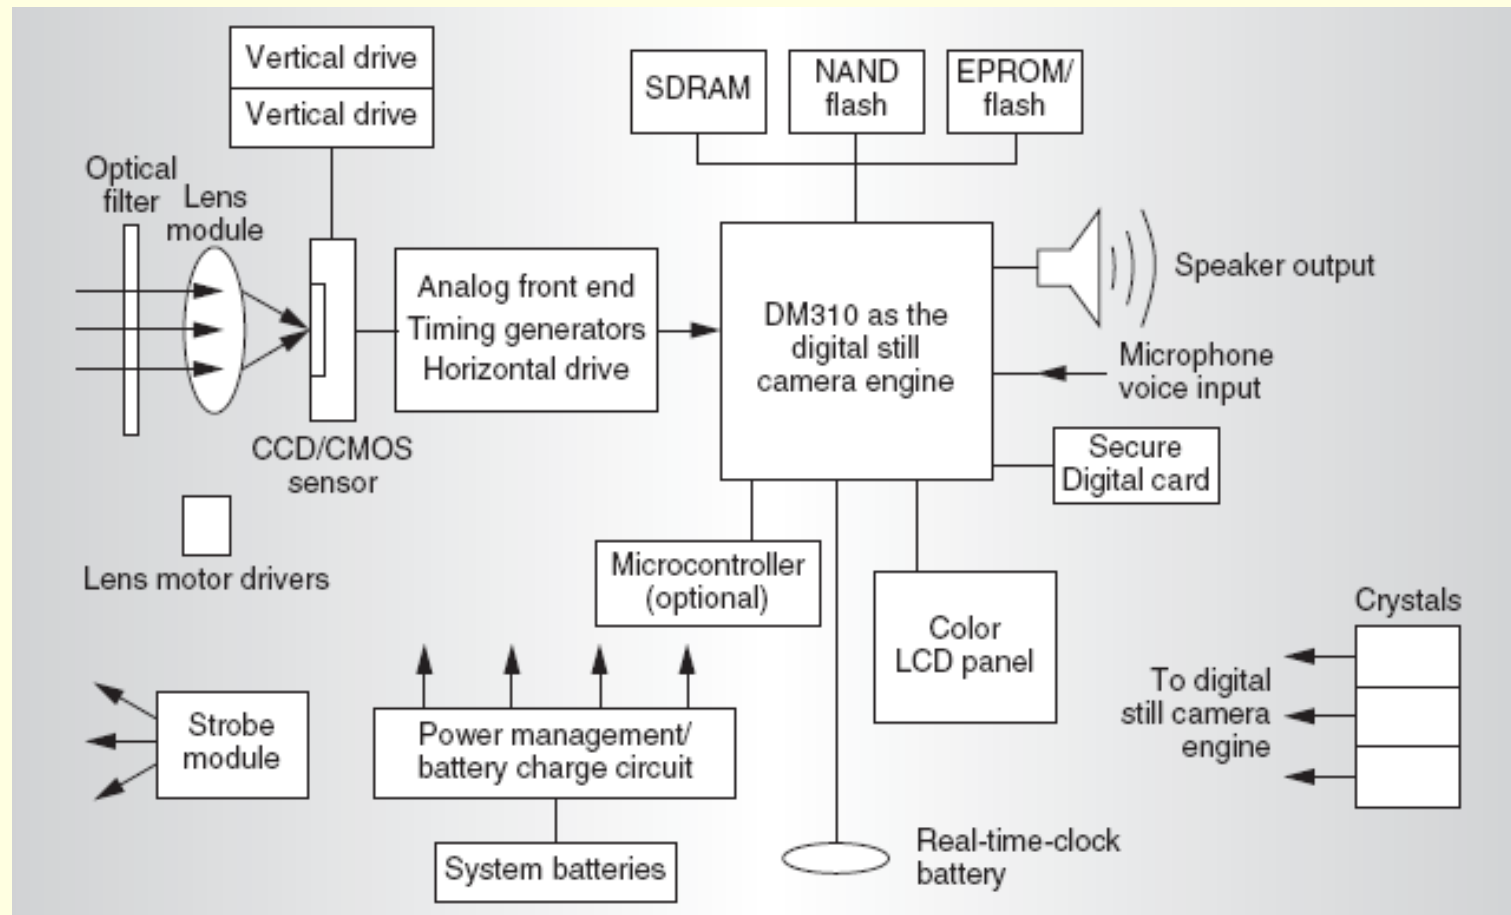 Vertical drive
Vertical drive
SDRAM
NAND
flash
EPROM/
flash
Optical
filter
Lens
module
Analog front end
Timing generators
Horizontal drive
DM310 as the
digital still
camera engine
Speaker output
Microphone
voice input
CCD/CMOS
sensor
Secure
Digital card
Lens motor drivers
Microcontroller
(optional)
Color
LCD panel
Crystals
To digital
still camera
engine
Strobe
module
Power management/
battery charge circuit
System batteries
Real-time-clock
battery